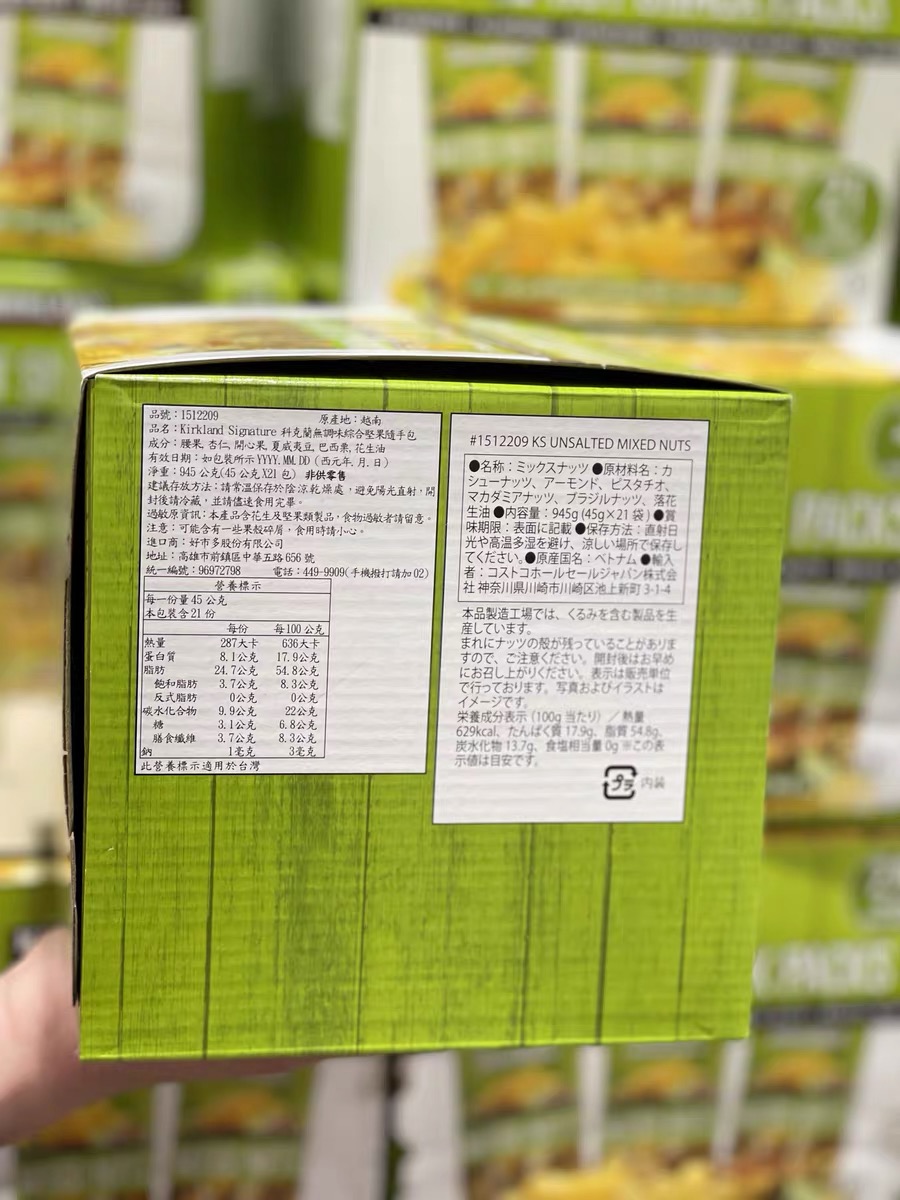 品號：1512209 原產地：越南
品名：Kirkland Signature 科克蘭無調味綜合堅果隨手包
成分：腰果, 杏仁, 開心果, 夏威夷豆, 巴西栗, 花生油
有效日期：如包裝所示 YYYY. MM. DD (西元年. 月. 日)
淨重：945 公克(45 公克 X21 包) 非供零售
建議存放方法：請常溫保存於陰涼乾燥處，避免陽光直射，開
封後請冷藏，並請儘速食用完畢。
過敏原資訊：本產品含花生及堅果類製品，食物過敏者請留意。
注意：可能含有一些果殼碎屑，食用時請小心。
進口商：好市多股份有限公司
地址：高雄市前鎮區中華五路 656 號
統一編號：96972798 電話：449-9909(手機撥打請加 02)
營養標示
每一份量 45 公克
本包裝含 21 份
每份 每 100 公克
熱量 287大卡 636大卡
蛋白質 8.1公克 17.9公克
脂肪 24.7公克 54.8公克
飽和脂肪 3.7公克 8.3公克
反式脂肪 0公克 0公克
碳水化合物 9.9公克 22公克
糖 3.1公克 6.8公克
膳食纖維 3.7公克 8.3公克
鈉 1毫克 3毫克
此營養標示適用於台灣
#1512209 KS UNSALTED MIXED NUTS
●名称：ミックスナッツ ●原材料名：カ
シューナッツ、アーモンド、ピスタチオ、
マカダミアナッツ、ブラジルナッツ、落花
生油 ●内容量：945g (45g×21 袋) ●賞
味期限：表面に記載 ●保存方法：直射日
光や高温多湿を避け、涼しい場所で保存し
てください。●原産国名：ベトナム ●輸入
者：コストコホールセールジャパン株式会
社 神奈川県川崎市川崎区池上新町 3-1-4
本品製造工場では、くるみを含む製品を生
産しています。
まれにナッツの殻が残っていることがありま
すので、ご注意ください。開封後はお早め
にお召し上がりください。表示は販売単位
で行っております。写真およびイラストは
イメージです。
栄養成分表示（100g 当たり）／熱量
629kcal、たんぱく質 17.9g、脂質 54.8g、
炭水化物 13.7g、食塩相当量 0g ※この表
示値は目安です。
プラ 内装